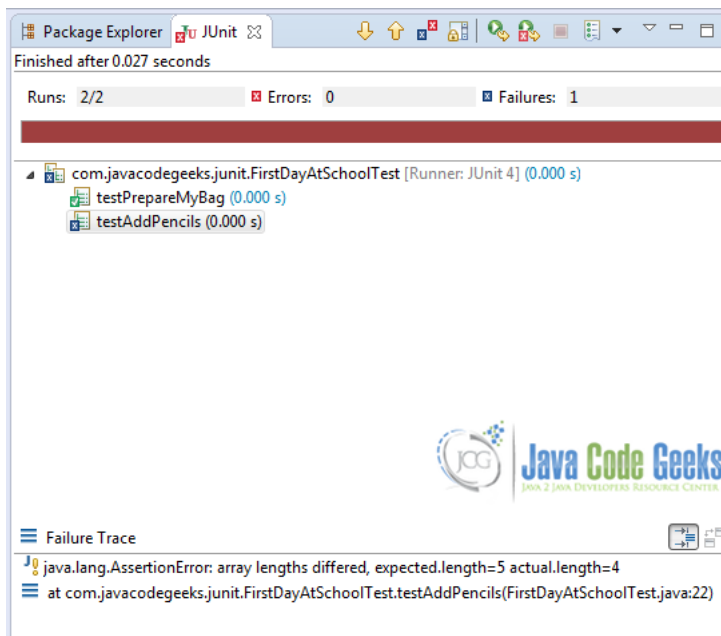 Package Explorer JUnit
Finished after 0.027 seconds
Runs: 2/2 Errors: 0 Failures: 1
com.javacodegeeks.junit.FirstDayAtSchoolTest [Runner: JUnit 4] (0.000 s)
testPrepareMyBag (0.000 s)
testAddPencils (0.000 s)
JCG
Java Code Geeks
JAVA 2 JAVA DEVELOPERS RESOURCE CENTER
Failure Trace
java.lang.AssertionError: array lengths differed, expected.length=5 actual.length=4
at com.javacodegeeks.junit.FirstDayAtSchoolTest.testAddPencils(FirstDayAtSchoolTest.java:22)